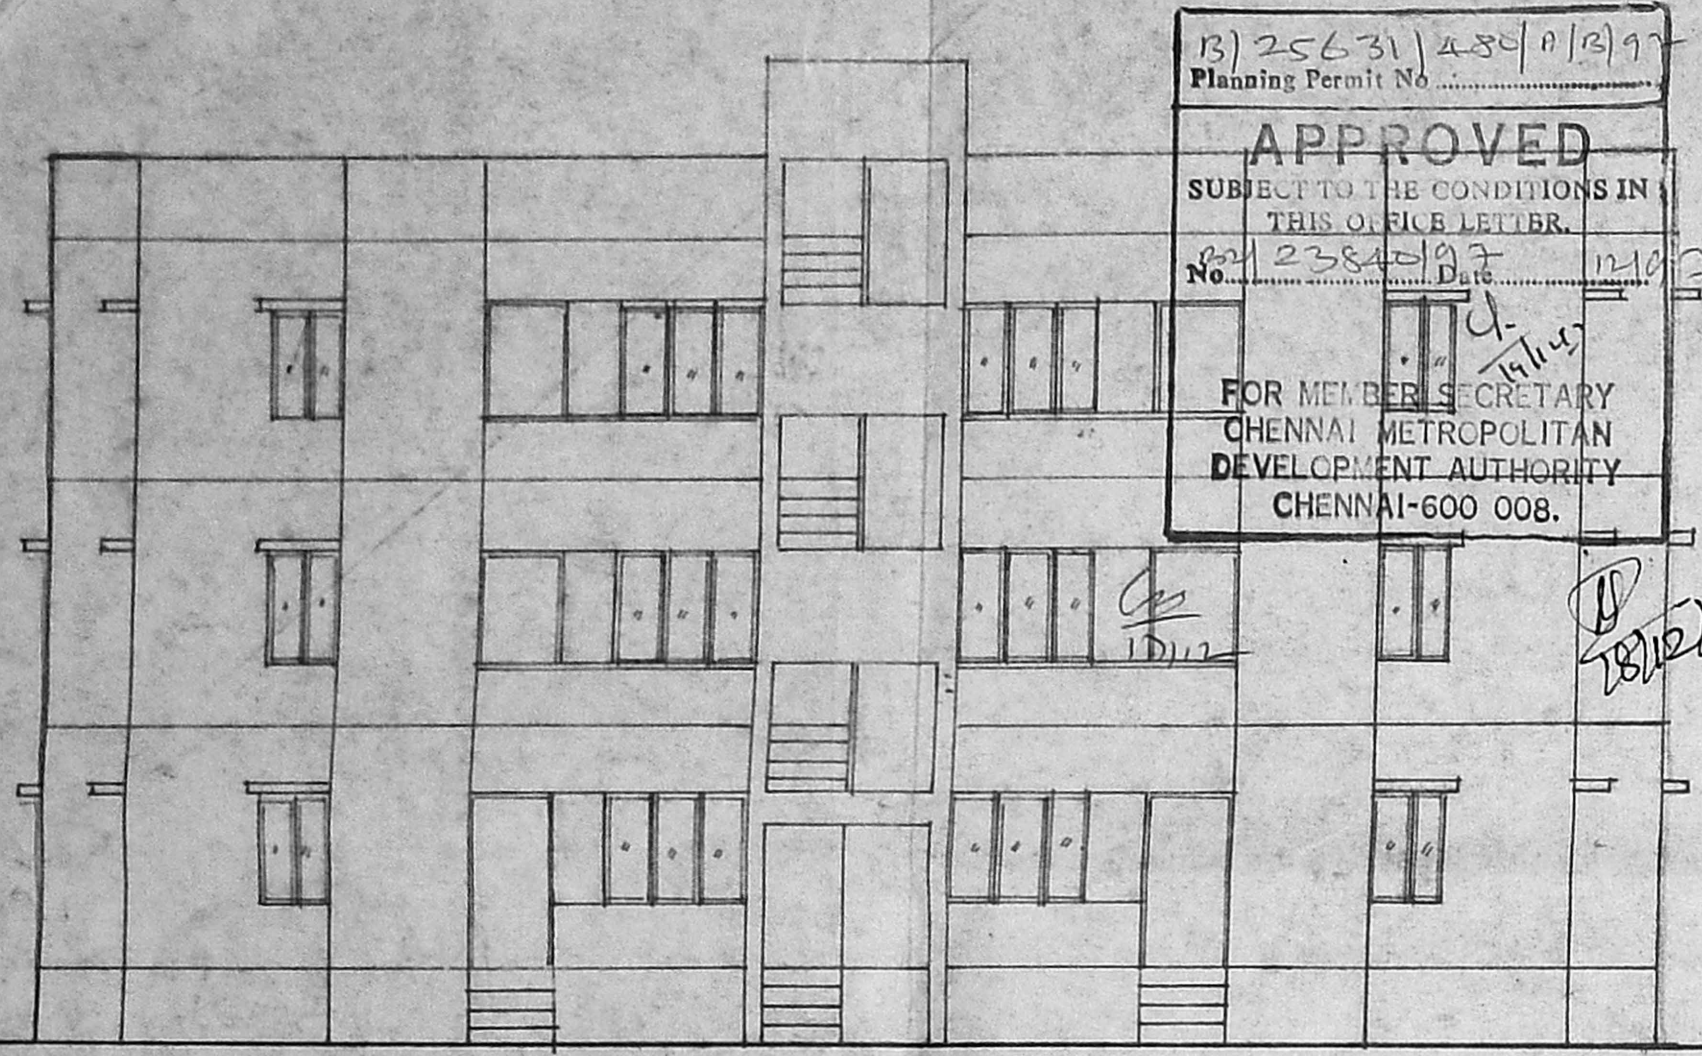 B/25631/480/A/B/97
Planning Permit No
APPROVED
SUBJECT TO THE CONDITIONS IN
THIS OFFICE LETTER.
No. B2/23840/97 Date
FOR MEMBER SECRETARY
CHENNAI METROPOLITAN
DEVELOPMENT AUTHORITY
CHENNAI-600 008.